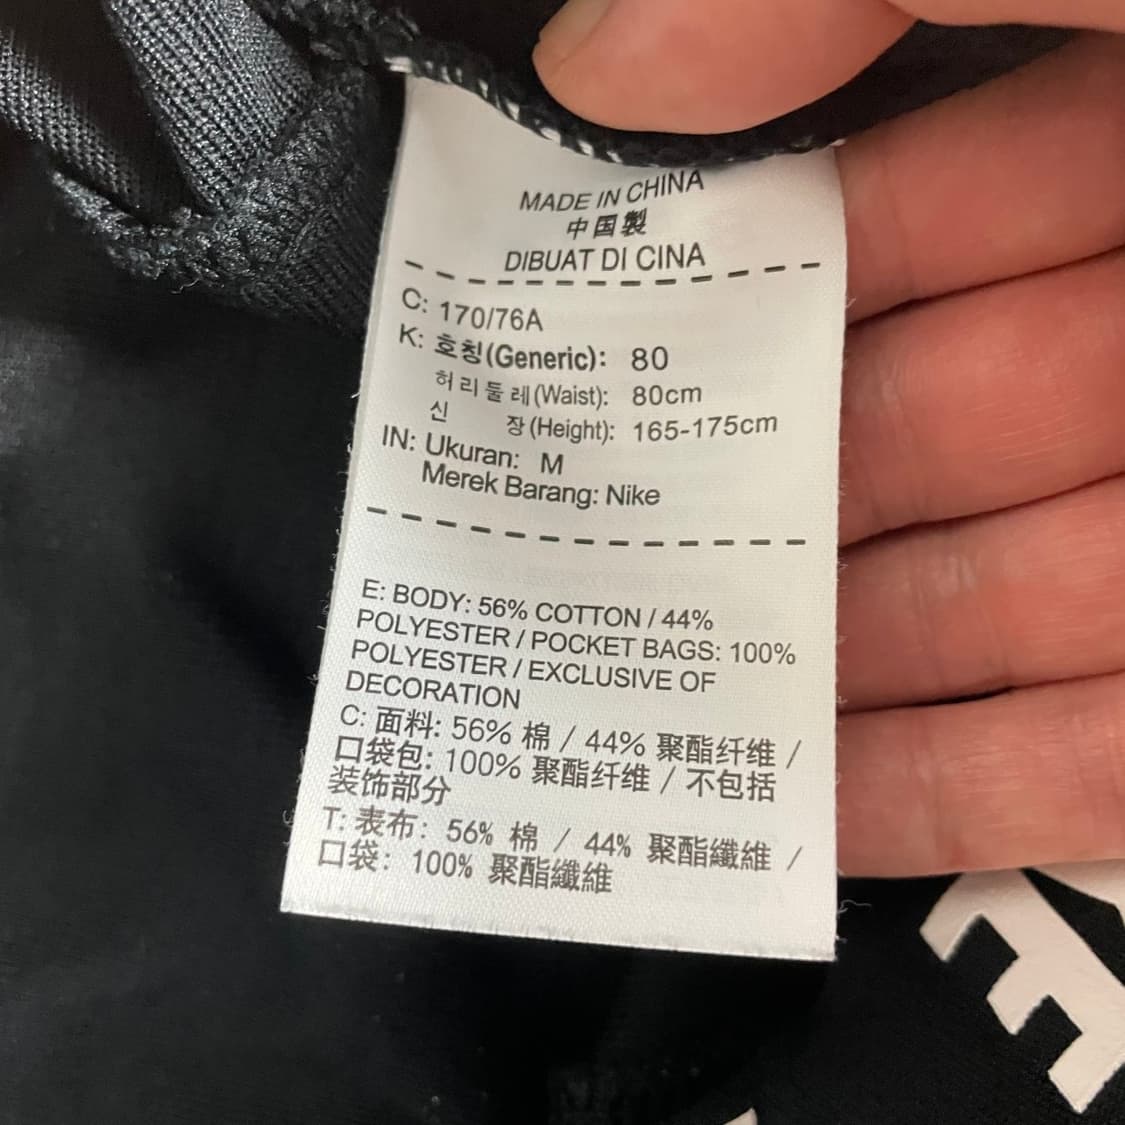 MADE IN CHINA
中国製
DIBUAT DI CINA
C: 170/76A
K: 호칭(Generic): 80
허리둘레(Waist): 80cm
신 장(Height): 165-175cm
IN: Ukuran: M
Merek Barang: Nike
E: BODY: 56% COTTON / 44%
POLYESTER / POCKET BAGS: 100%
POLYESTER / EXCLUSIVE OF
DECORATION
C: 面料: 56% 棉 / 44% 聚酯纤维 /
口袋包: 100% 聚酯纤维 / 不包括
装饰部分
T: 表布: 56% 棉 / 44% 聚酯纖維 /
口袋: 100% 聚酯纖維